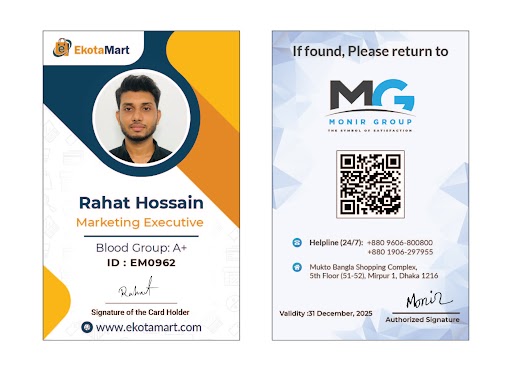 EkotaMart
Rahat Hossain
Marketing Executive
Blood Group: A+
ID : EM0962
Rahat
Signature of the Card Holder
www.ekotamart.com
If found, Please return to
MG
MONIR GROUP
THE SYMBOL OF SATISFACTION
Helpline (24/7): +880 9606-800800
+880 1906-297955
Mukto Bangla Shopping Complex,
5th Floor (51-52), Mirpur 1, Dhaka 1216
Monir
Validity :31 December, 2025
Authorized Signature